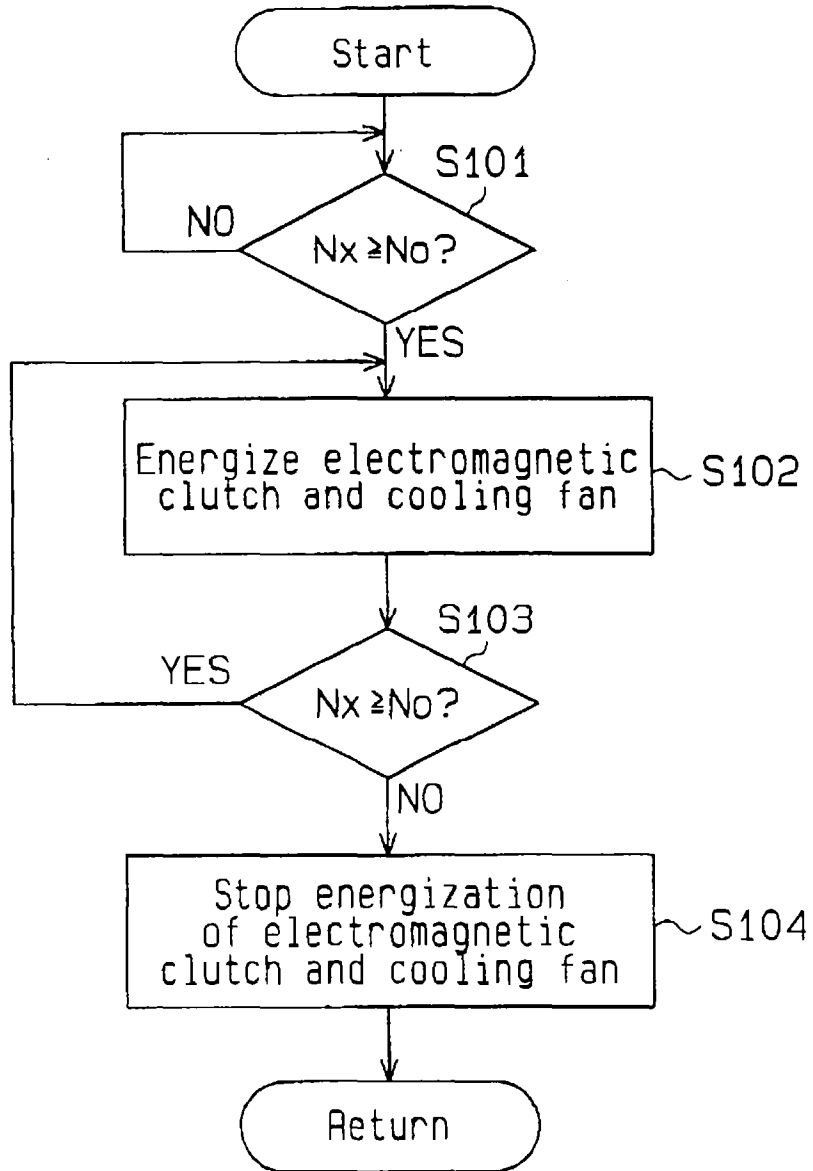 Start
S101
NO
Nx≧No?
YES
Energize electromagnetic
clutch and cooling fan
S102
S103
YES
Nx≧No?
NO
Stop energization
of electromagnetic
clutch and cooling fan
S104
Return